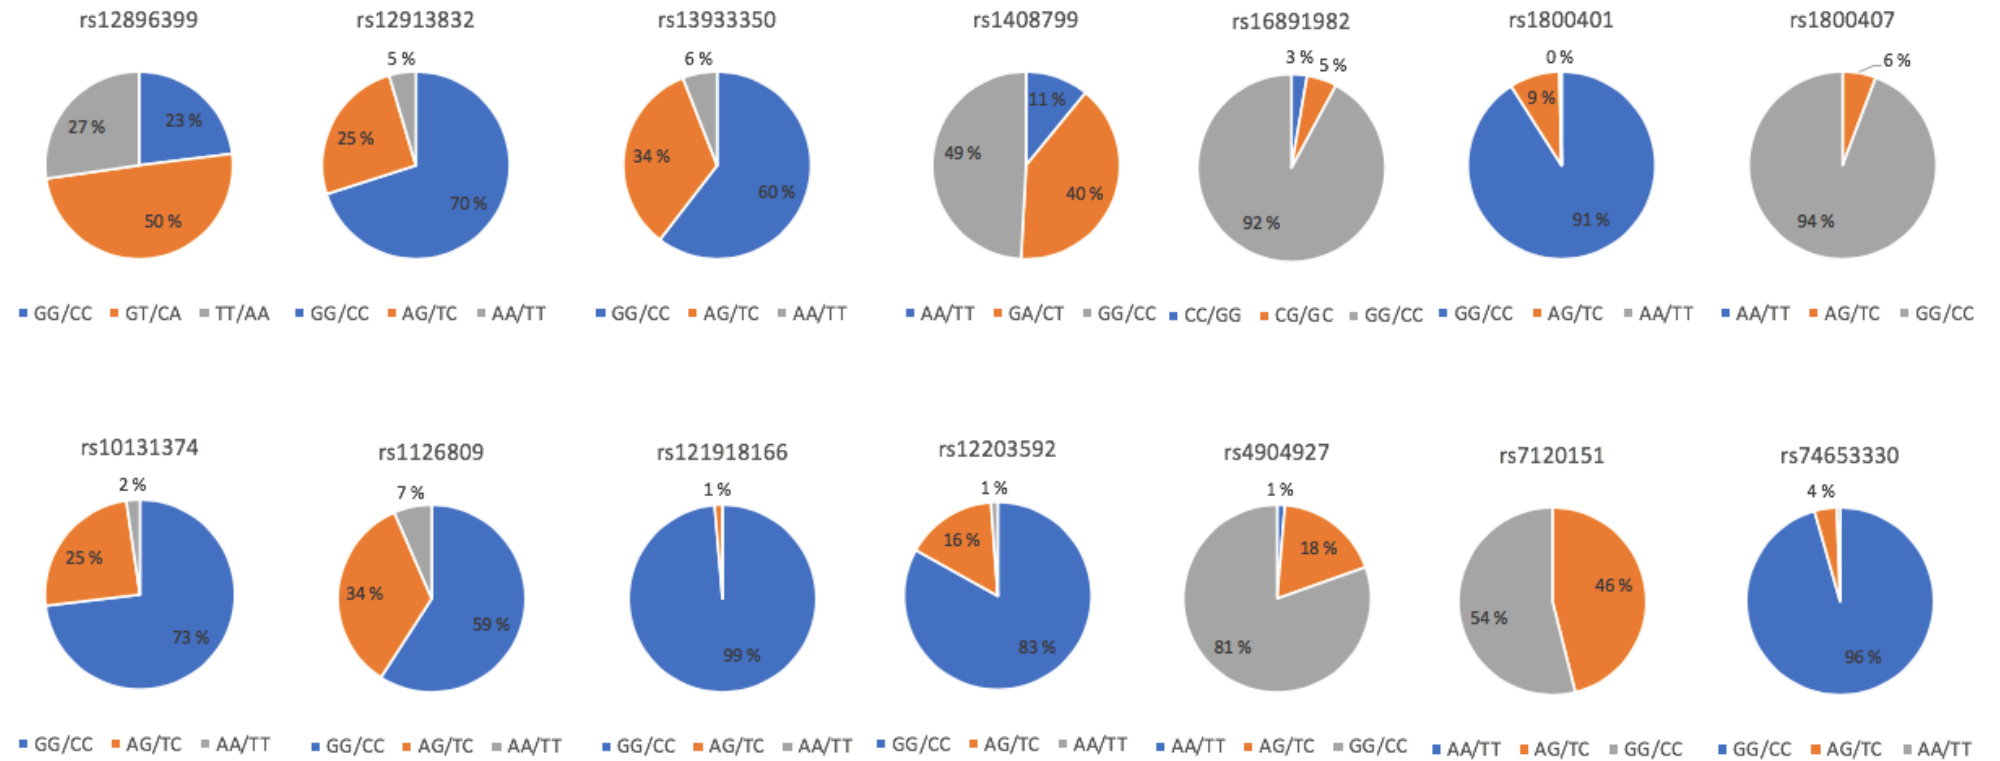 rs12896399
rs12913832
rs13933350
rs1408799
rs16891982
rs1800401
rs1800407
23 %
50 %
27 %
5 %
25 %
70 %
6 %
34 %
60 %
11 %
49 %
40 %
3 %
5 %
92 %
0 %
9 %
91 %
6 %
94 %
GG/CC GT/CA TT/AA
GG/CC AG/TC AA/TT
GG/CC AG/TC AA/TT
AA/TT GA/CT GG/CC
CC/GG CG/GC GG/CC
GG/CC AG/TC AA/TT
AA/TT AG/TC GG/CC
rs10131374
rs1126809
rs121918166
rs12203592
rs4904927
rs7120151
rs74653330
2 %
25 %
73 %
7 %
34 %
59 %
1 %
99 %
1 %
16 %
83 %
1 %
18 %
81 %
46 %
54 %
4 %
96 %
GG/CC AG/TC AA/TT
GG/CC AG/TC AA/TT
GG/CC AG/TC AA/TT
GG/CC AG/TC AA/TT
AA/TT AG/TC GG/CC
AA/TT AG/TC GG/CC
GG/CC AG/TC AA/TT